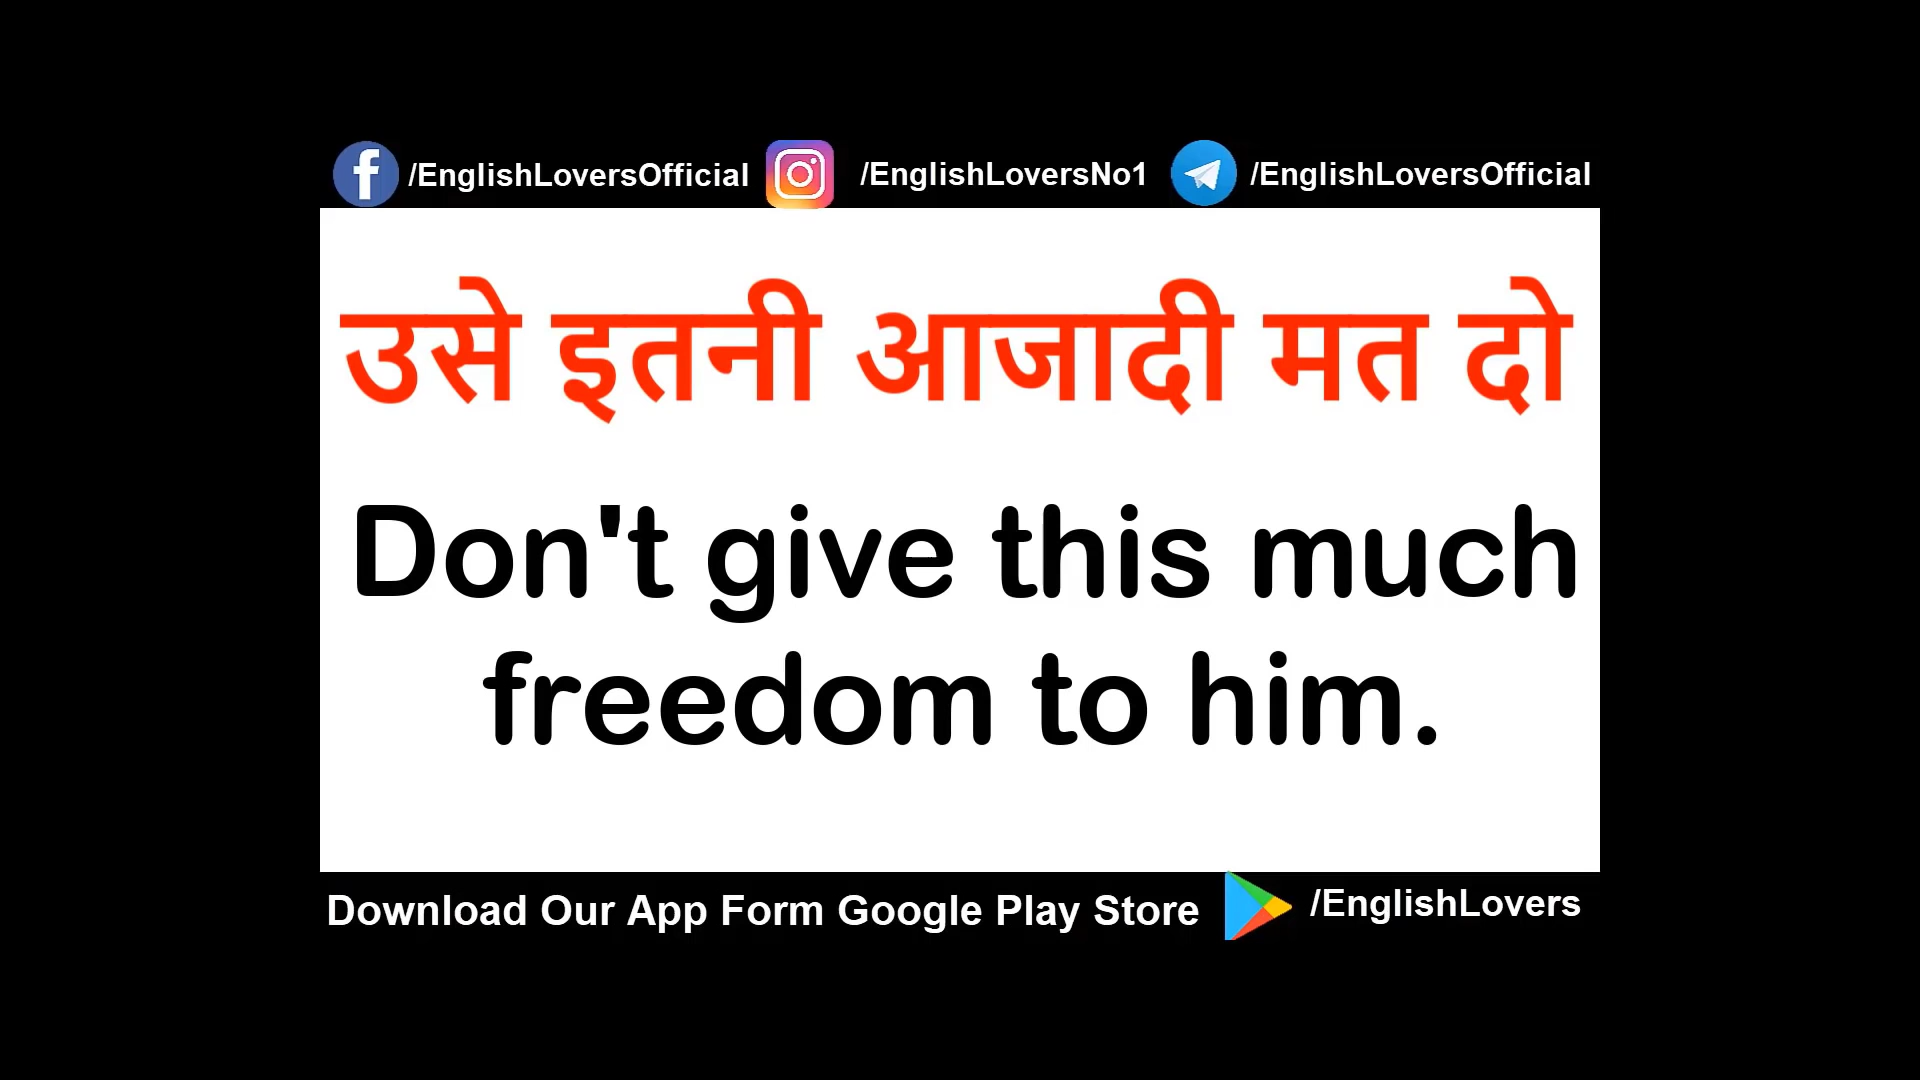 /EnglishLoversOfficial /EnglishLoversNo1 /EnglishLoversOfficial
उसे इतनी आजादी मत दो
Don't give this much
freedom to him.
Download Our App Form Google Play Store /EnglishLovers